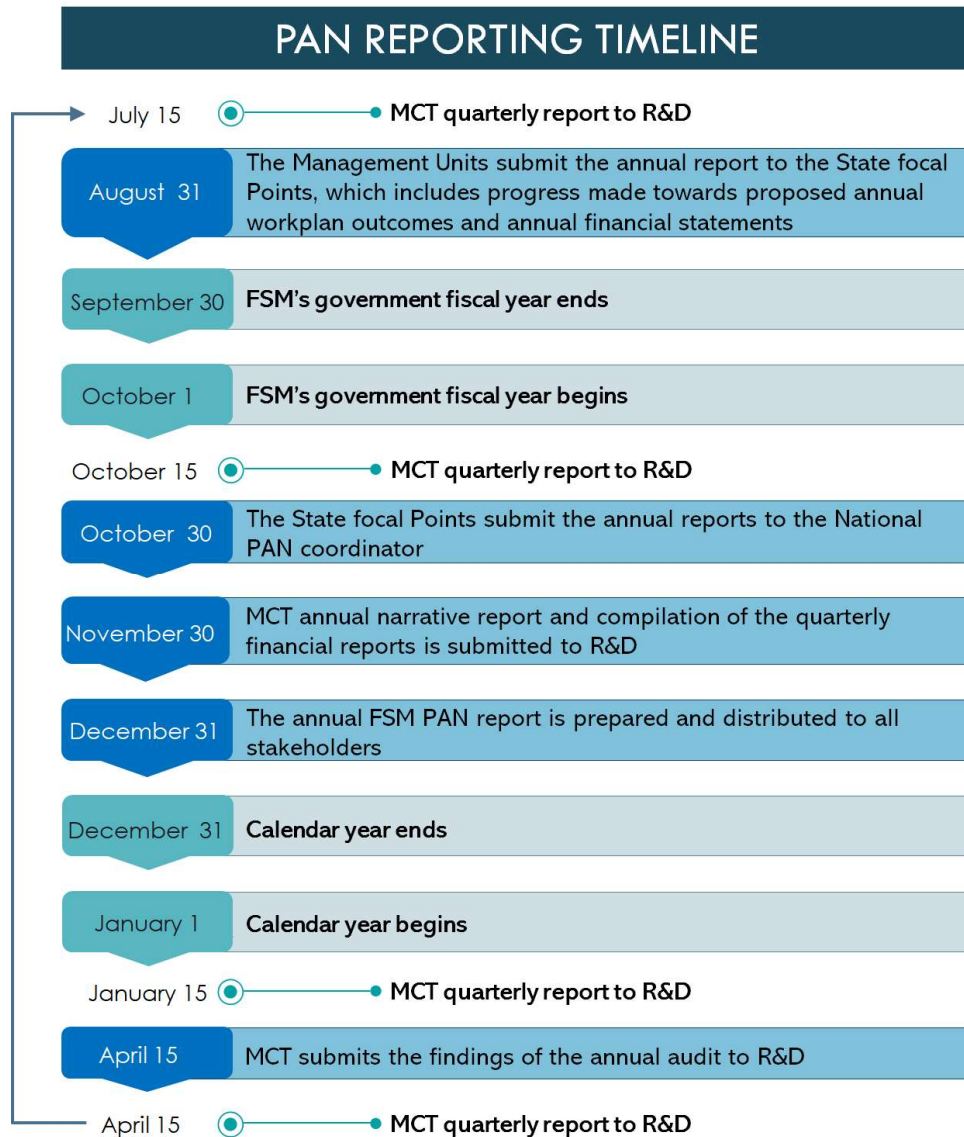 PAN REPORTING TIMELINE
July 15
MCT quarterly report to R&D
August 31
The Management Units submit the annual report to the State focal
Points, which includes progress made towards proposed annual
workplan outcomes and annual financial statements
September 30
FSM's government fiscal year ends
October 1
FSM's government fiscal year begins
October 15
MCT quarterly report to R&D
October 30
The State focal Points submit the annual reports to the National
PAN coordinator
November 30
MCT annual narrative report and compilation of the quarterly
financial reports is submitted to R&D
December 31
The annual FSM PAN report is prepared and distributed to all
stakeholders
December 31
Calendar year ends
January 1
Calendar year begins
January 15
MCT quarterly report to R&D
April 15
MCT submits the findings of the annual audit to R&D
April 15
MCT quarterly report to R&D